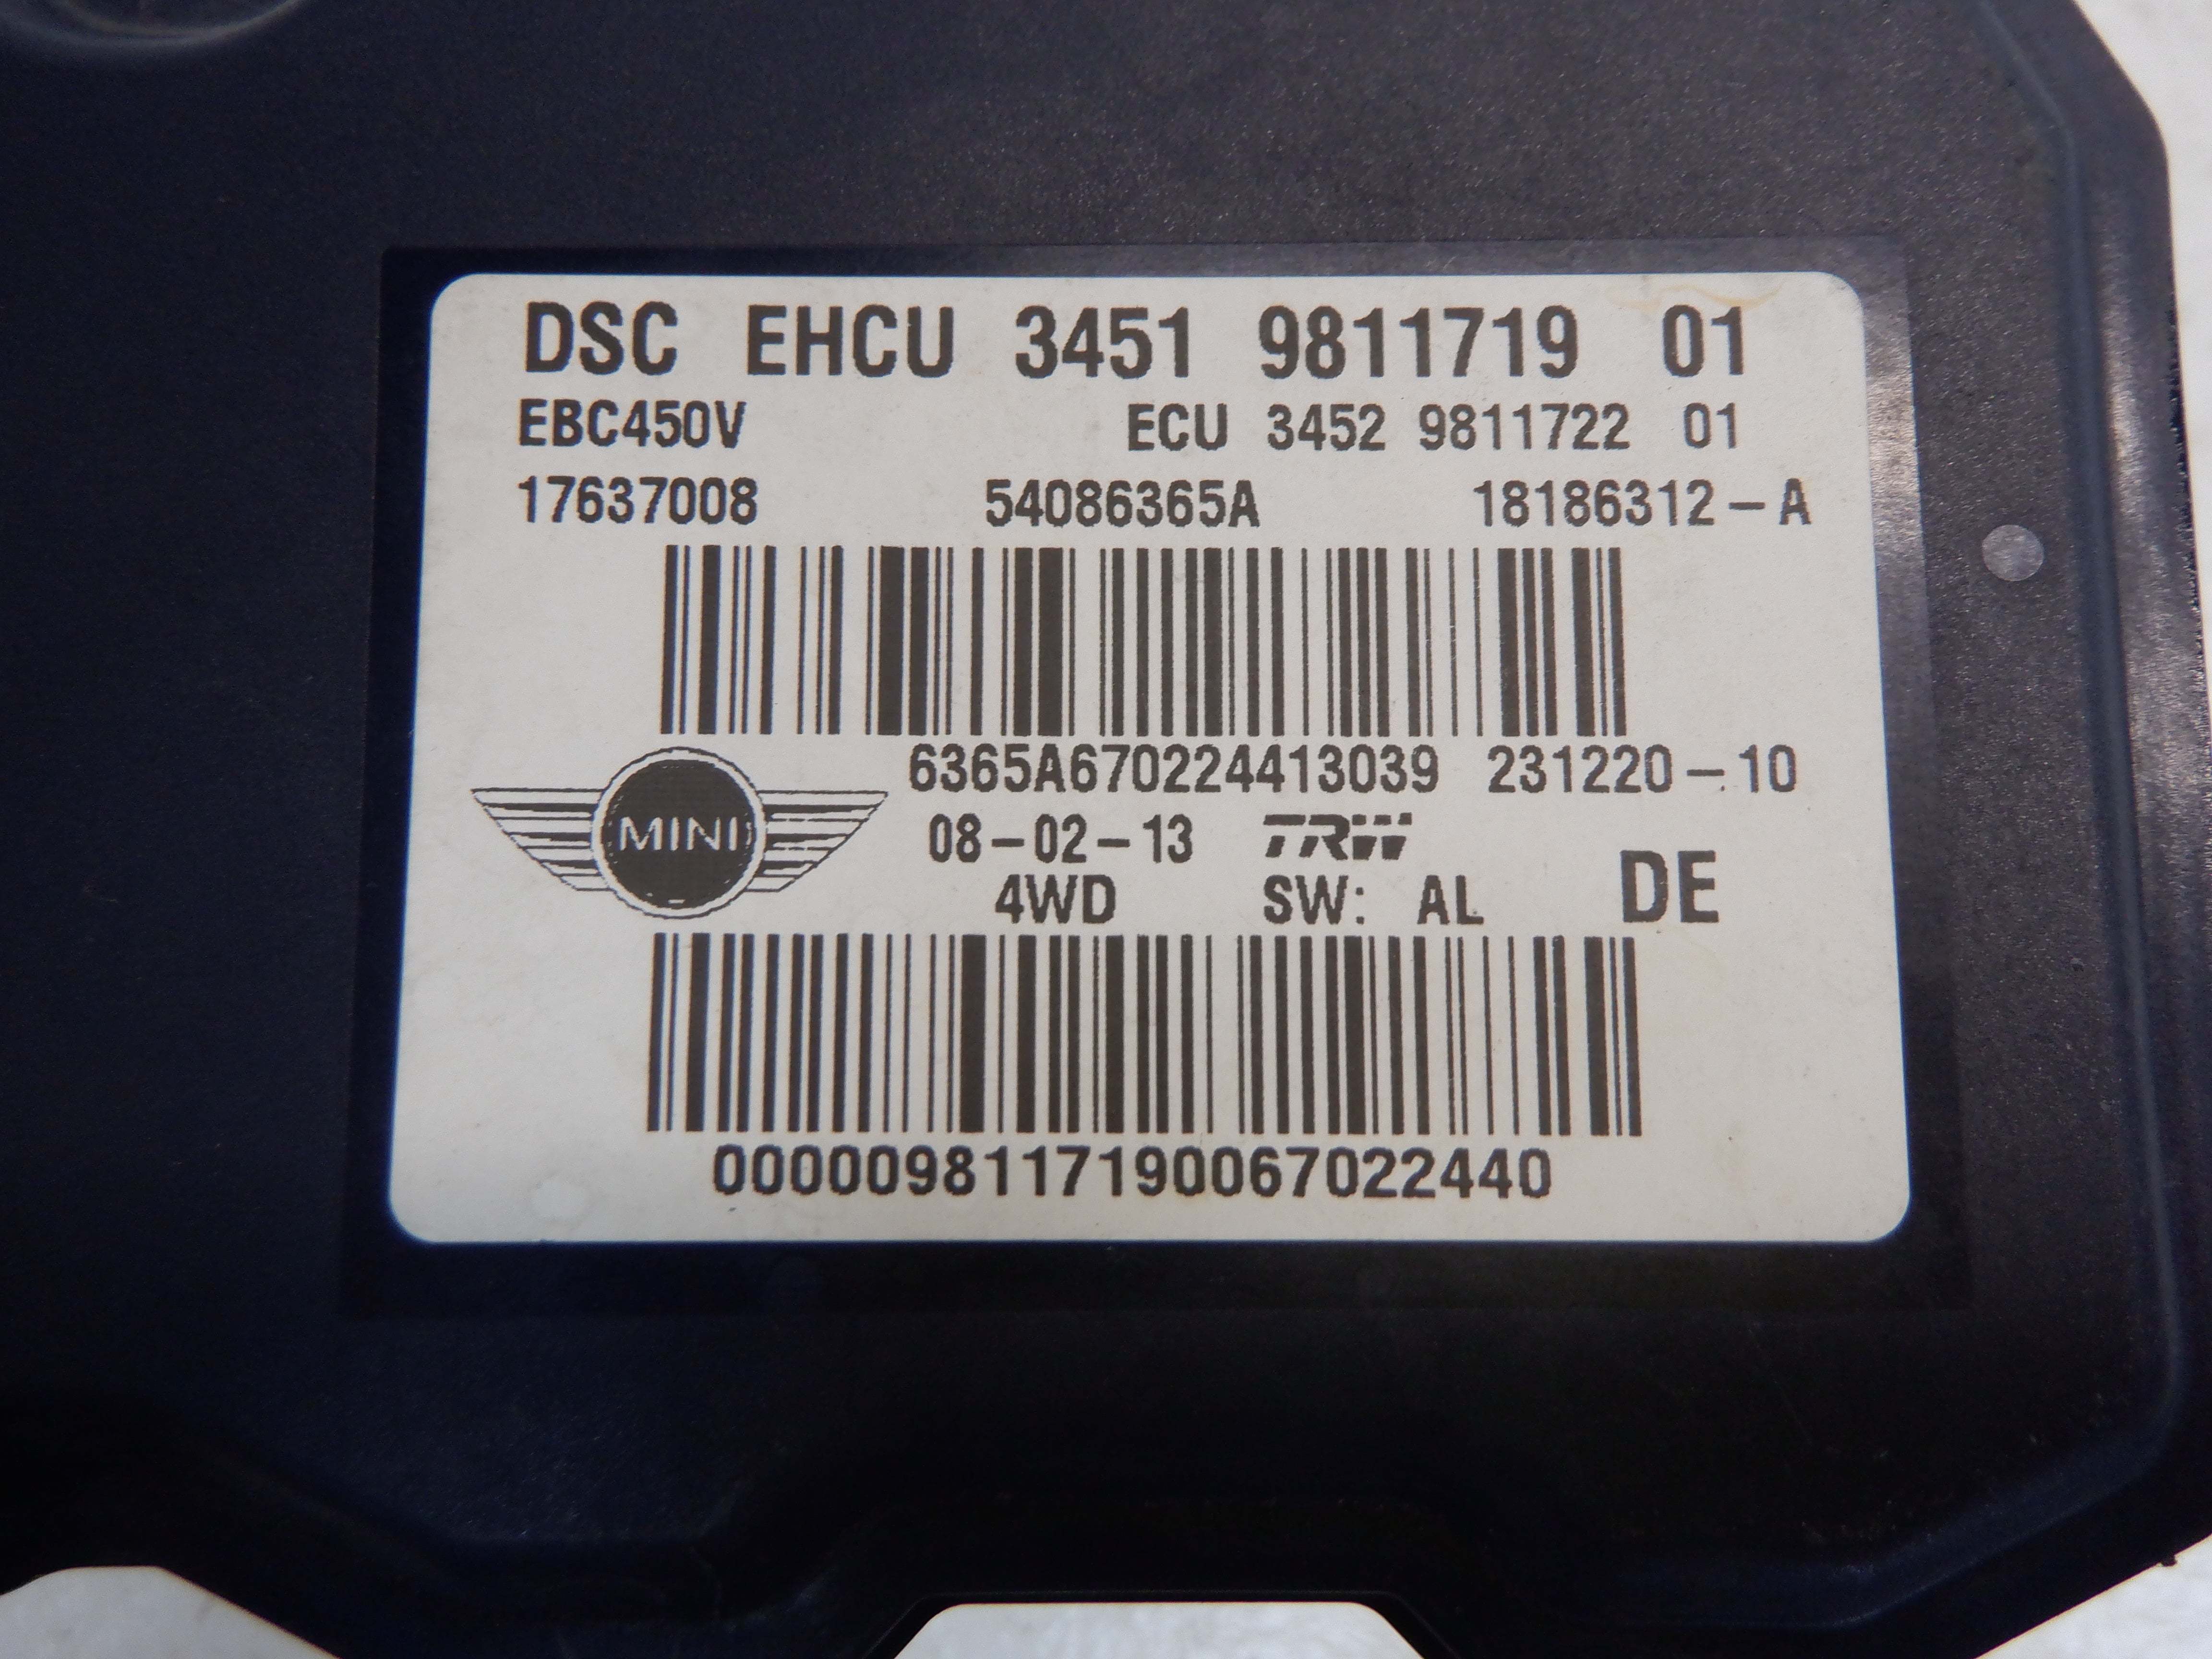 DSC EHCU 3451 9811719 01
EBC450V ECU 3452 9811722 01
17637008 54086365A 18186312-A
6365A670224413039 231220-10
MINI 08-02-13 TRW
4WD SW: AL DE
00000981171900670224​40